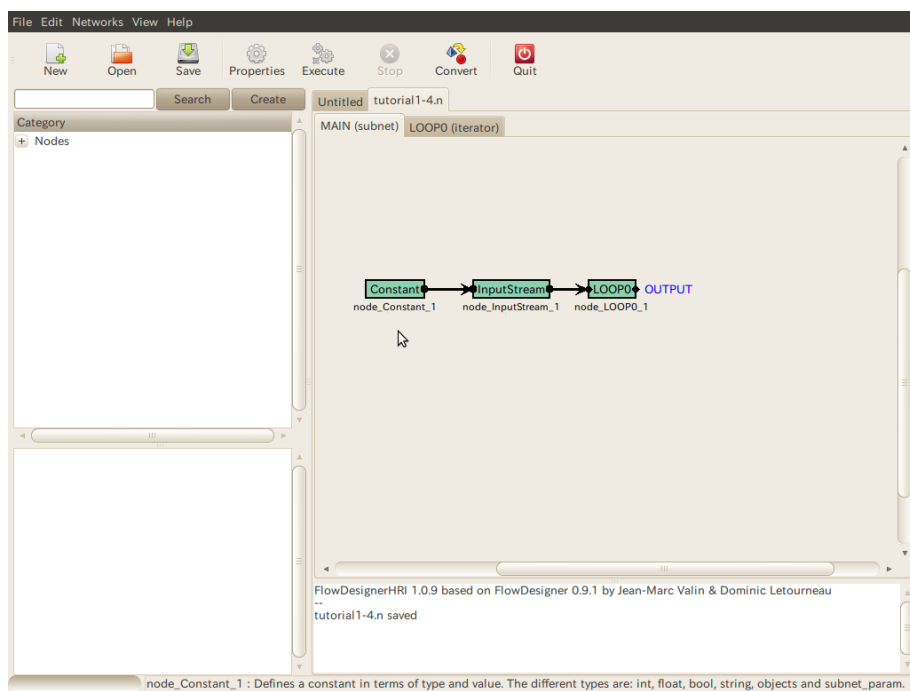 File Edit Networks View Help
New Open Save Properties Execute Stop Convert Quit
Search Create
Untitled tutorial1-4.n
Category
MAIN (subnet) LOOP0 (iterator)
+ Nodes
Constant InputStream LOOP0 OUTPUT
node_Constant_1 node_InputStream_1 node_LOOP0_1
FlowDesignerHRI 1.0.9 based on FlowDesigner 0.9.1 by Jean-Marc Valin & Dominic Letourneau
--
tutorial1-4.n saved
node_Constant_1 : Defines a constant in terms of type and value. The different types are: int, float, bool, string, objects and subnet_param.